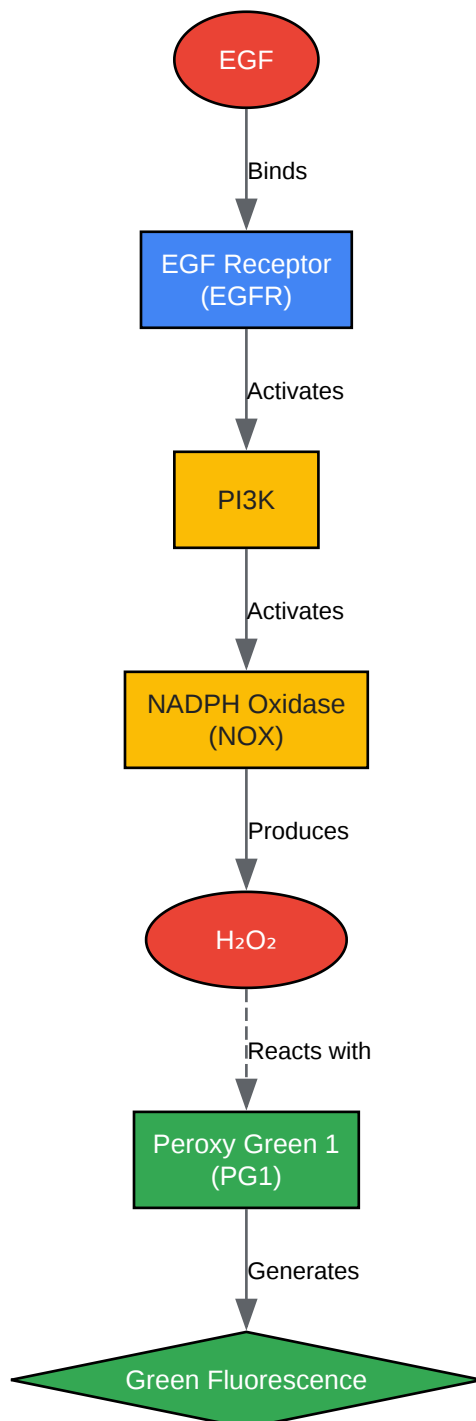 EGF
Binds
EGF Receptor
(EGFR)
Activates
PI3K
Activates
NADPH Oxidase
(NOX)
Produces
H₂O₂
Reacts with
Peroxy Green 1
(PG1)
Generates
Green Fluorescence